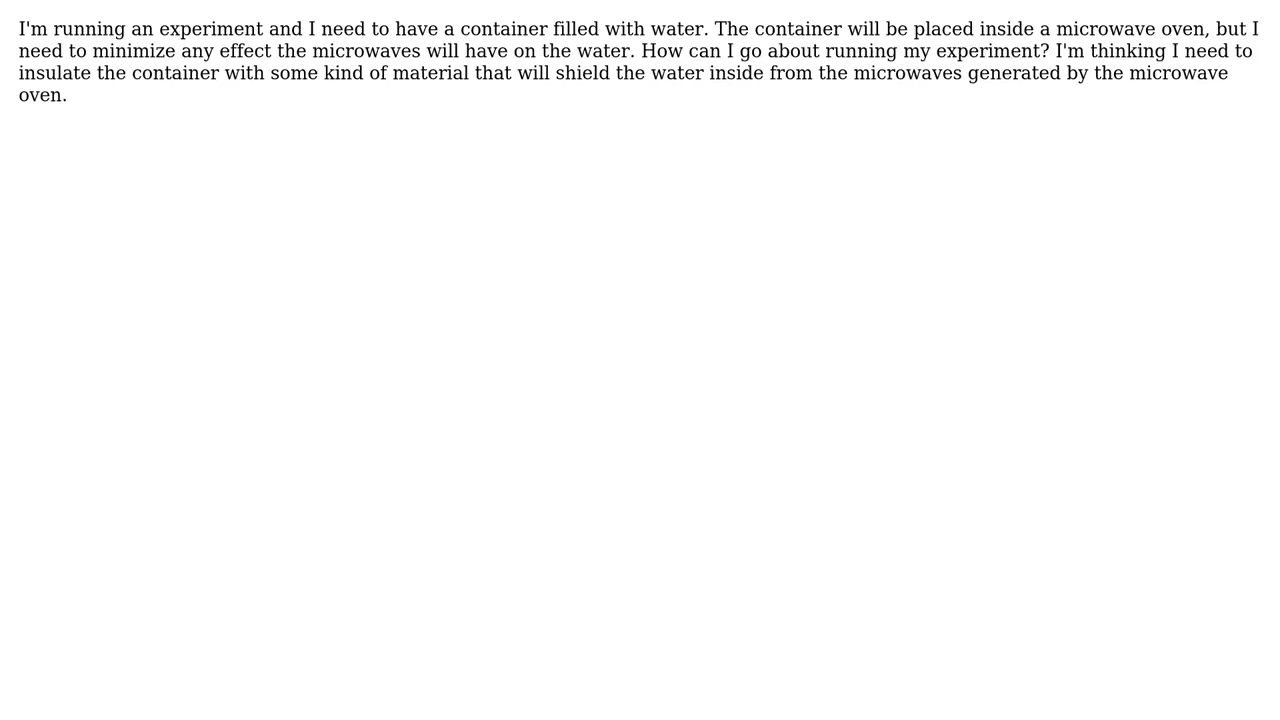 I'm running an experiment and I need to have a container filled with water. The container will be placed inside a microwave oven, but I
need to minimize any effect the microwaves will have on the water. How can I go about running my experiment? I'm thinking I need to
insulate the container with some kind of material that will shield the water inside from the microwaves generated by the microwave
oven.